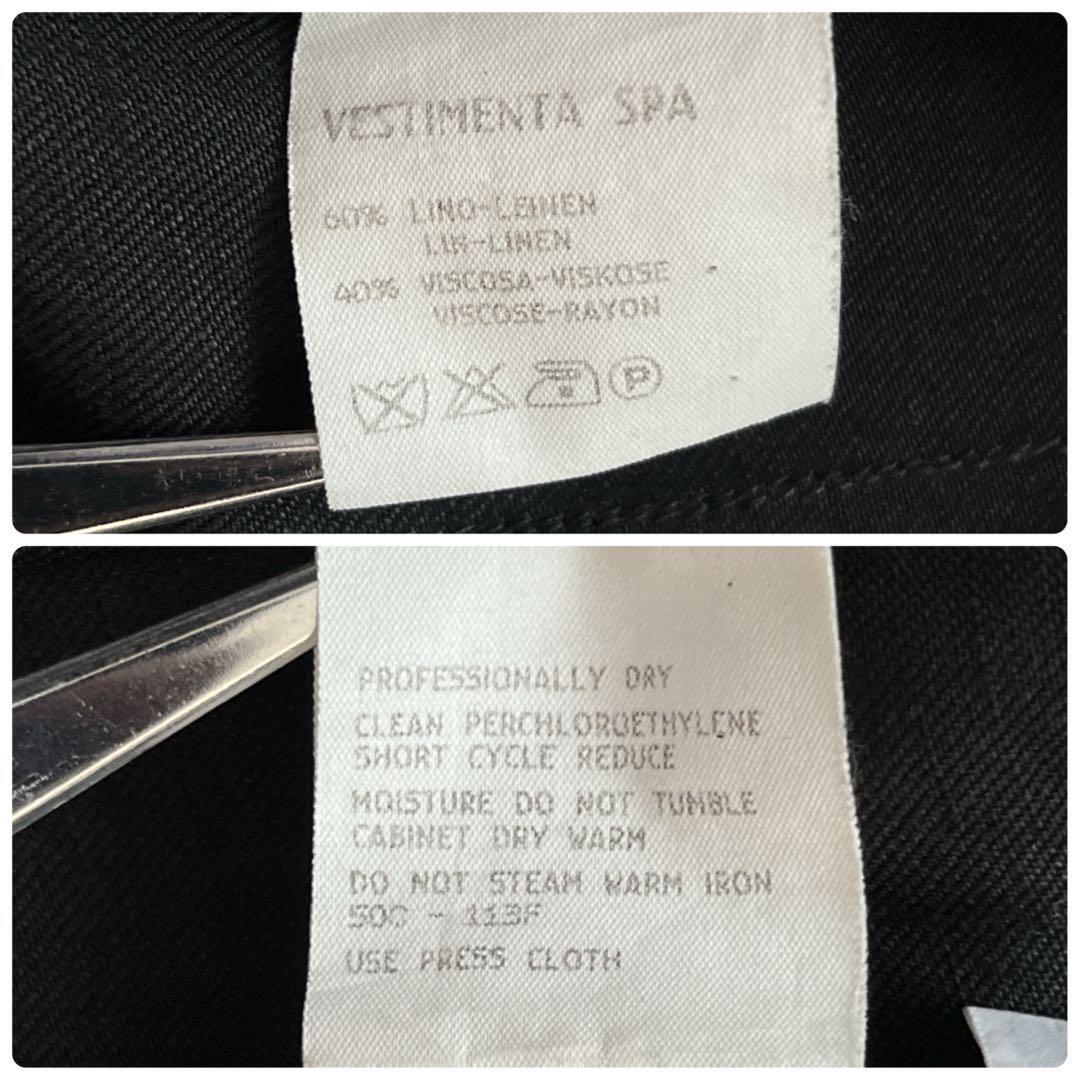 VESTIMENTA SPA
60% LINO-LEINEN
LIN-LINEN
40% VISCOSA-VISKOSE
VISCOSE-RAYON
P
PROFESSIONALLY DRY
CLEAN PERCHLOROETHYLENE
SHORT CYCLE REDUCE
MOISTURE DO NOT TUMBLE
CABINET DRY WARM
DO NOT STEAM WARM IRON
50C - 113F
USE PRESS CLOTH